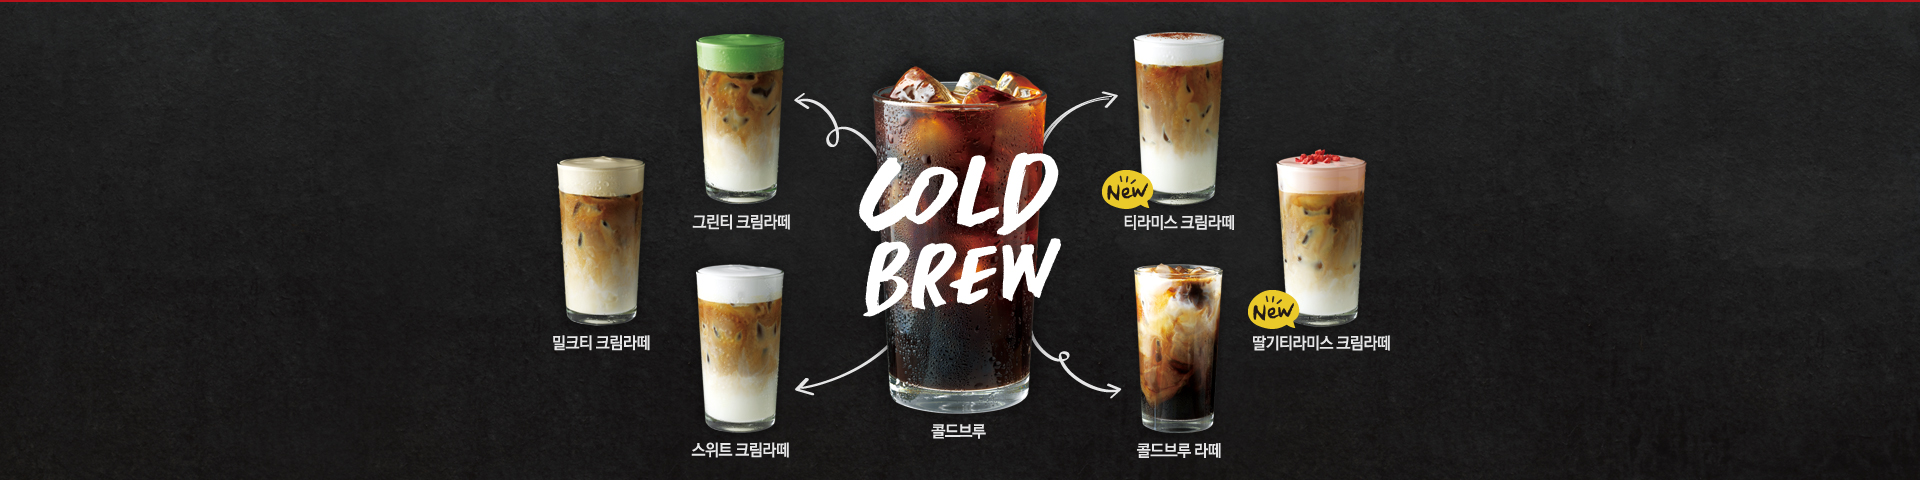 그린티 크림라떼
밀크티 크림라떼
스위트 크림라떼
COLD
BREW
콜드브루
New
티라미스 크림라떼
New
딸기티라미스 크림라떼
콜드브루 라떼